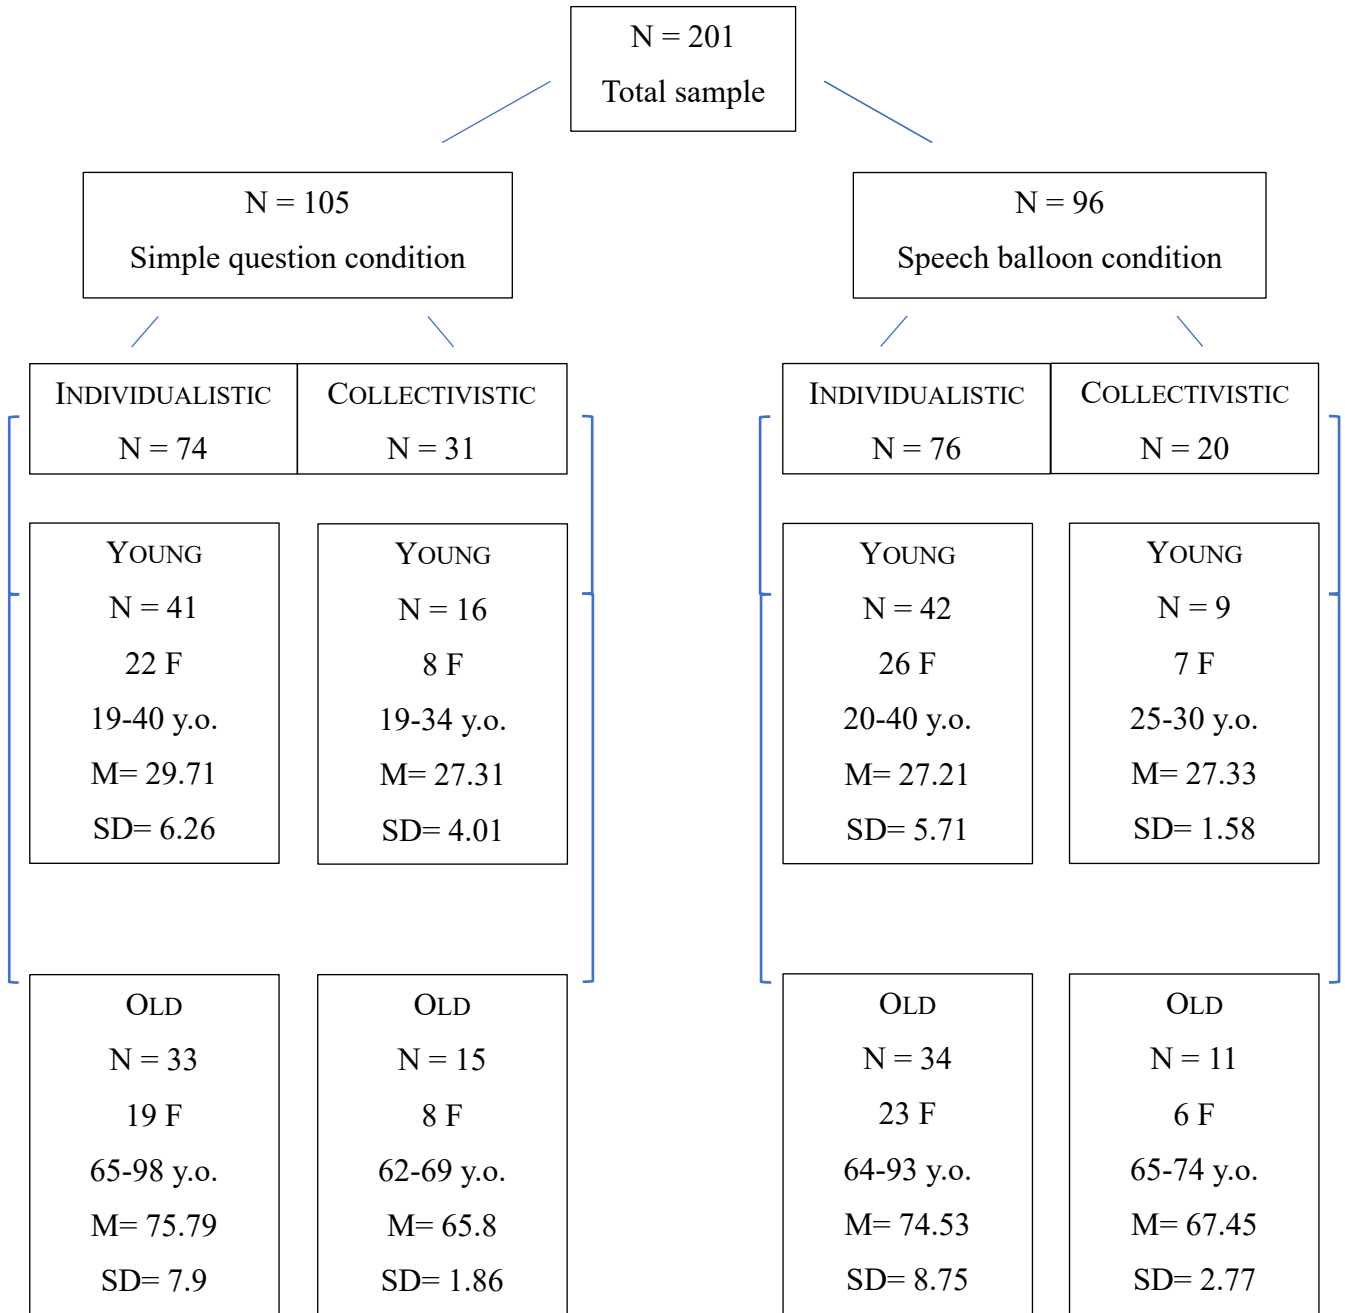 N = 201
Total sample
N = 105
Simple question condition
N = 96
Speech balloon condition
INDIVIDUALISTIC
N = 74
COLLECTIVISTIC
N = 31
INDIVIDUALISTIC
N = 76
COLLECTIVISTIC
N = 20
YOUNG
N = 41
22 F
19-40 y.o.
M= 29.71
SD= 6.26
YOUNG
N = 16
8 F
19-34 y.o.
M= 27.31
SD= 4.01
YOUNG
N = 42
26 F
20-40 y.o.
M= 27.21
SD= 5.71
YOUNG
N = 9
7 F
25-30 y.o.
M= 27.33
SD= 1.58
OLD
N = 33
19 F
65-98 y.o.
M= 75.79
SD= 7.9
OLD
N = 15
8 F
62-69 y.o.
M= 65.8
SD= 1.86
OLD
N = 34
23 F
64-93 y.o.
M= 74.53
SD= 8.75
OLD
N = 11
6 F
65-74 y.o.
M= 67.45
SD= 2.77